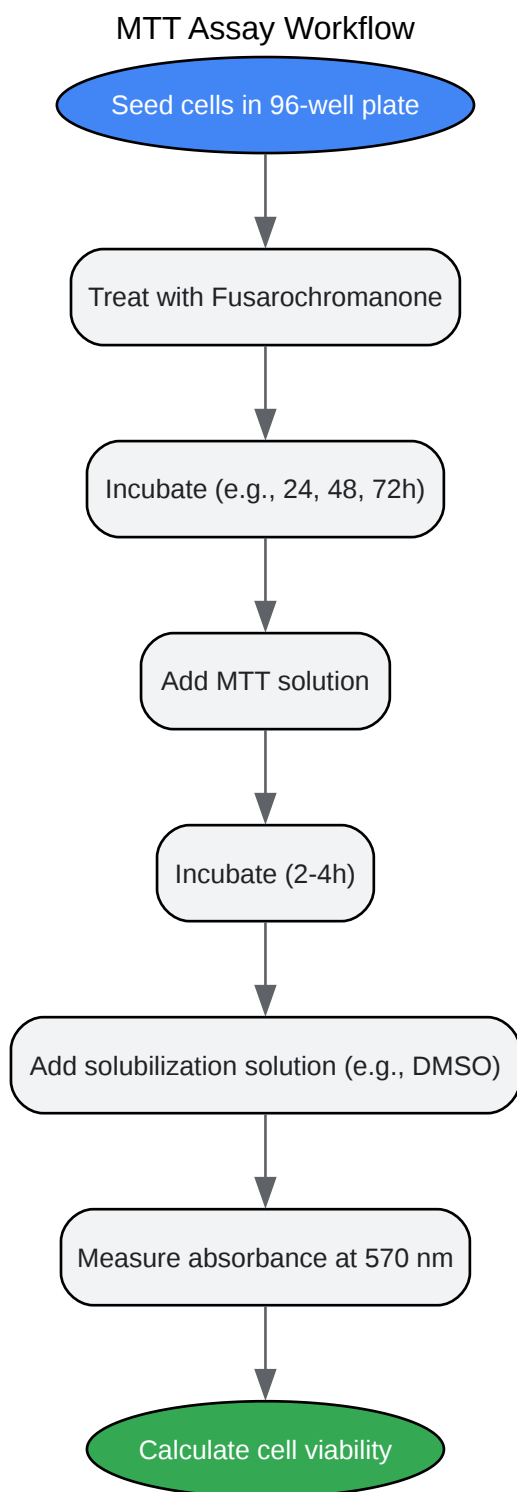 MTT Assay Workflow
Seed cells in 96-well plate
Treat with Fusarochromanone
Incubate (e.g., 24, 48, 72h)
Add MTT solution
Incubate (2-4h)
Add solubilization solution (e.g., DMSO)
Measure absorbance at 570 nm
Calculate cell viability